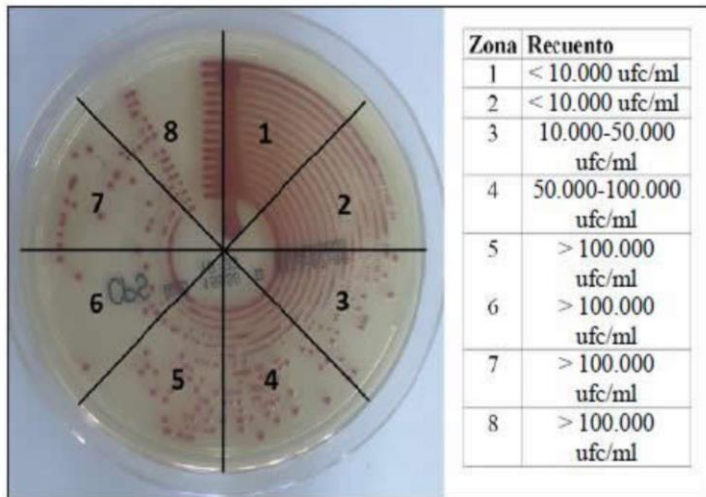 1
2
3
4
5
6
7
8
Zona Recuento
1 < 10.000 ufc/ml
2 < 10.000 ufc/ml
3 10.000-50.000
ufc/ml
4 50.000-100.000
ufc/ml
5 > 100.000
ufc/ml
6 > 100.000
ufc/ml
7 > 100.000
ufc/ml
8 > 100.000
ufc/ml